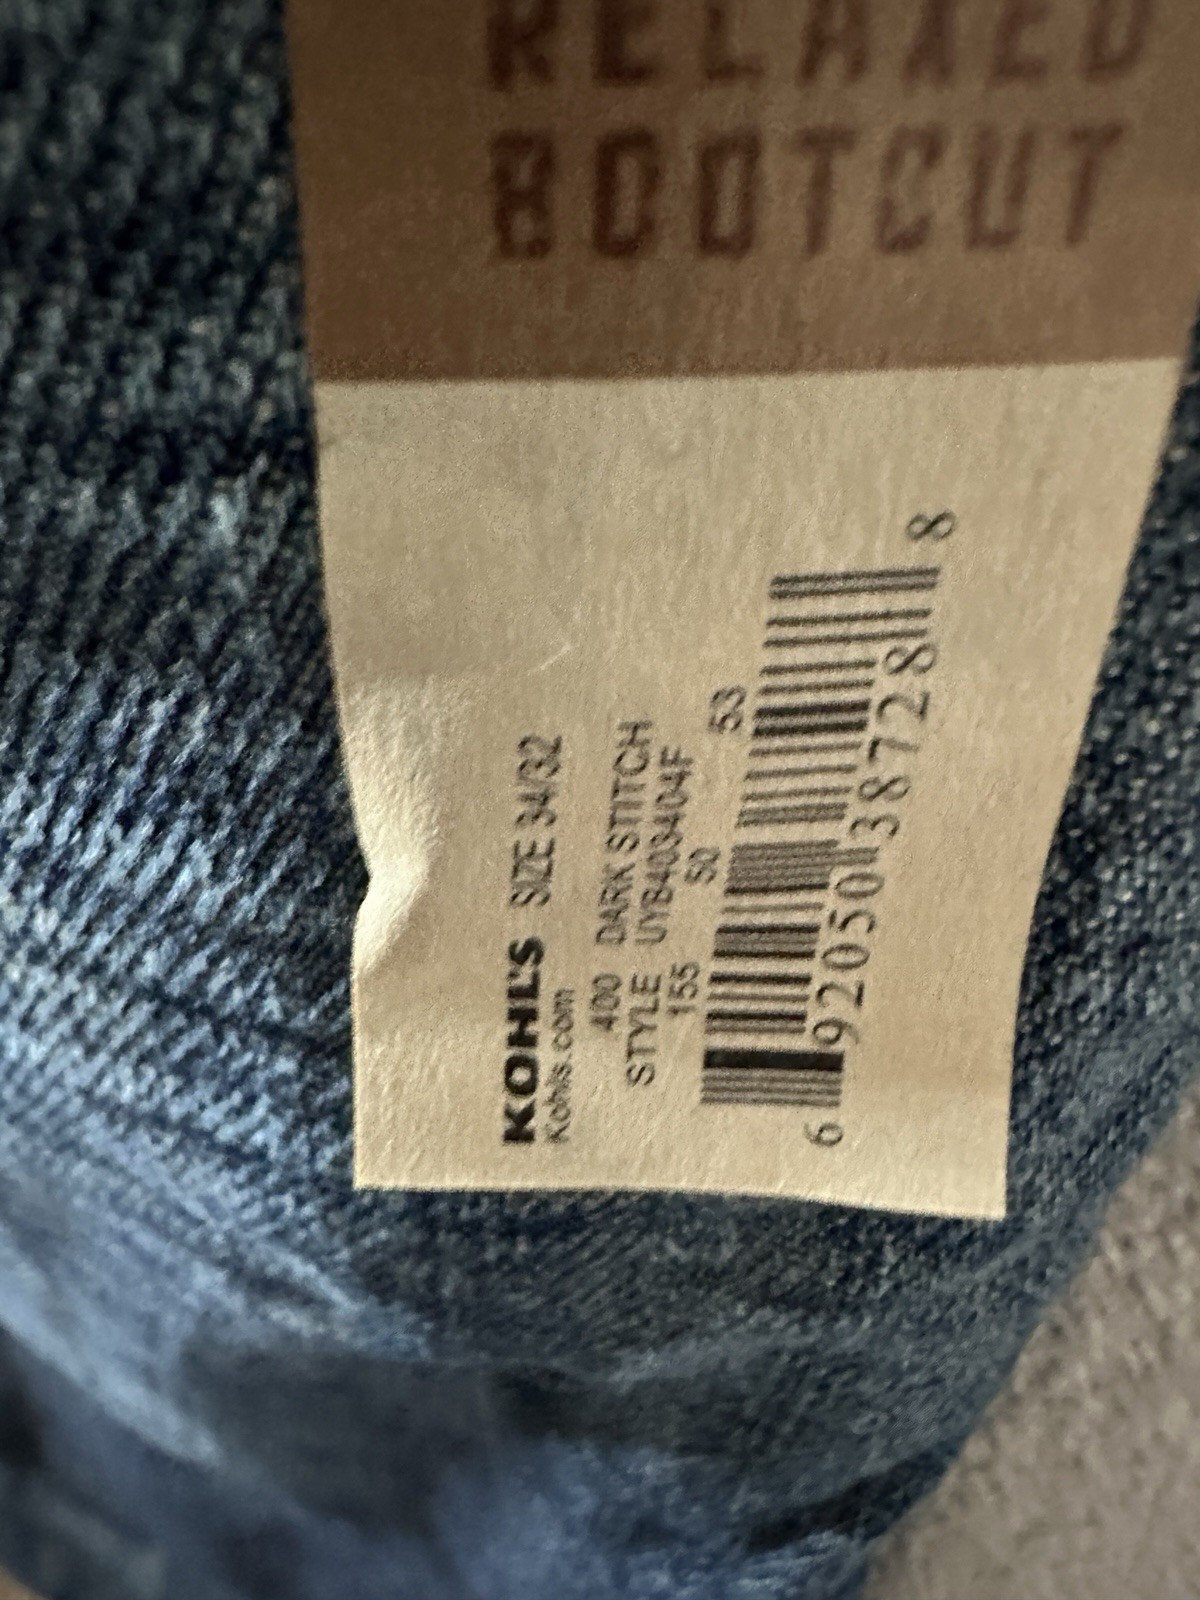 RELAXED
BOOTCUT
KOHL'S SIZE 34/32
Kohls.com
400 DARK STITCH
STYLE UYB403404F
155 S0 53
6 92050 38728 8